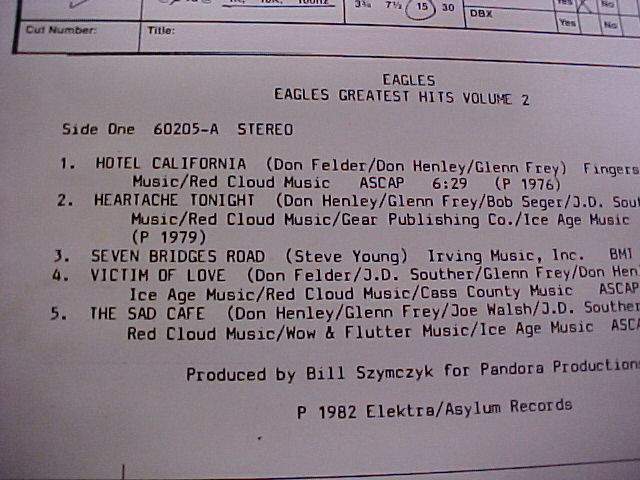 1K, 10K, 100HZ
3¾ 7½ 15 30
DBX
Yes No
Yes No
Cut Number: Title:
EAGLES
EAGLES GREATEST HITS VOLUME 2
Side One 60205-A STEREO
1. HOTEL CALIFORNIA (Don Felder/Don Henley/Glenn Frey) Fingers
Music/Red Cloud Music ASCAP 6:29 (P 1976)
2. HEARTACHE TONIGHT (Don Henley/Glenn Frey/Bob Seger/J.D. Sou
Music/Red Cloud Music/Gear Publishing Co./Ice Age Music
(P 1979)
3. SEVEN BRIDGES ROAD (Steve Young) Irving Music, Inc. BMI
4. VICTIM OF LOVE (Don Felder/J.D. Souther/Glenn Frey/Don Hen
Ice Age Music/Red Cloud Music/Cass County Music ASCAP
5. THE SAD CAFE (Don Henley/Glenn Frey/Joe Walsh/J.D. Souther
Red Cloud Music/Wow & Flutter Music/Ice Age Music ASCA
Produced by Bill Szymczyk for Pandora Production
P 1982 Elektra/Asylum Records